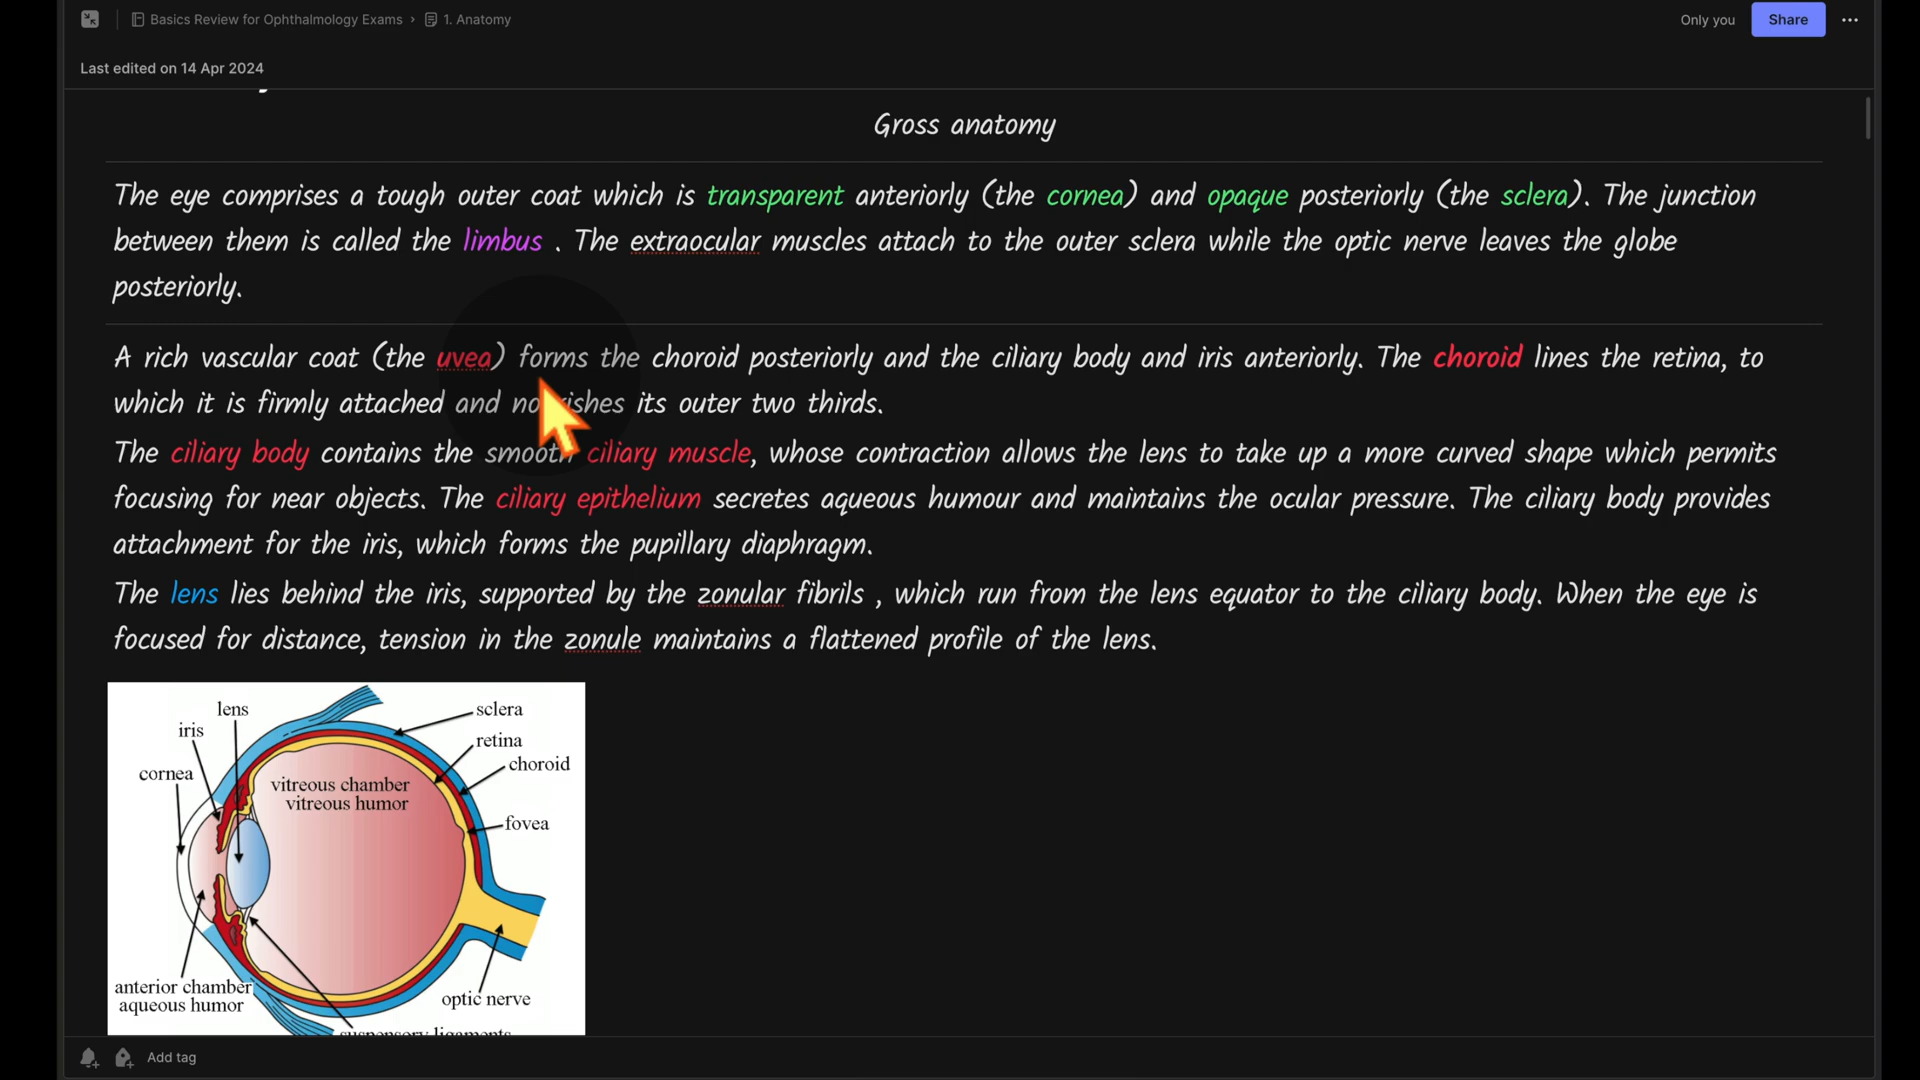 Basics Review for Ophthalmology Exams › 1. Anatomy
Only you
Share
Last edited on 14 Apr 2024
Gross anatomy
The eye comprises a tough outer coat which is transparent anteriorly (the cornea) and opaque posteriorly (the sclera). The junction
between them is called the limbus . The extraocular muscles attach to the outer sclera while the optic nerve leaves the globe
posteriorly.
A rich vascular coat (the uvea) forms the choroid posteriorly and the ciliary body and iris anteriorly. The choroid lines the retina, to
which it is firmly attached and nourishes its outer two thirds.
The ciliary body contains the smooth ciliary muscle, whose contraction allows the lens to take up a more curved shape which permits
focusing for near objects. The ciliary epithelium secretes aqueous humour and maintains the ocular pressure. The ciliary body provides
attachment for the iris, which forms the pupillary diaphragm.
The lens lies behind the iris, supported by the zonular fibrils , which run from the lens equator to the ciliary body. When the eye is
focused for distance, tension in the zonule maintains a flattened profile of the lens.
lens
iris
cornea
sclera
retina
choroid
vitreous chamber
vitreous humor
fovea
anterior chamber
aqueous humor
optic nerve
suspensory ligaments
Add tag